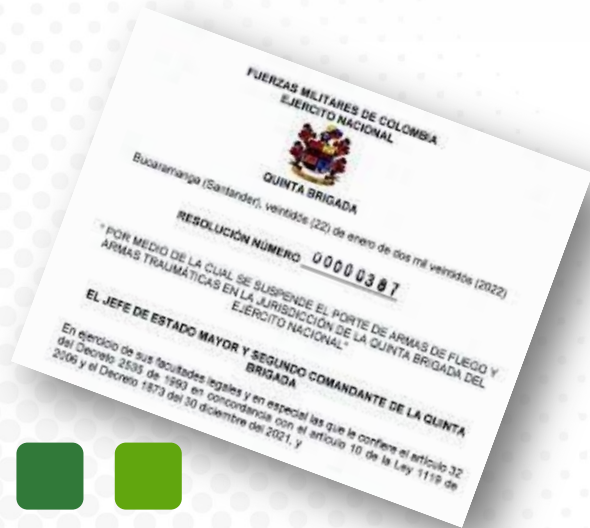 FUERZAS MILITARES DE COLOMBIA
EJERCITO NACIONAL
QUINTA BRIGADA
Bucaramanga (Santander), veintidós (22) de enero de dos mil veintidós (2022)
RESOLUCIÓN NÚMERO 00000387
"POR MEDIO DE LA CUAL SE SUSPENDE EL PORTE DE ARMAS DE FUEGO Y
ARMAS TRAUMÁTICAS EN LA JURISDICCIÓN DE LA QUINTA BRIGADA DEL
EJÉRCITO NACIONAL"
EL JEFE DE ESTADO MAYOR Y SEGUNDO COMANDANTE DE LA QUINTA
BRIGADA
En ejercicio de sus facultades legales y en especial las que le confiere el artículo 32
del Decreto 2535 de 1993 en concordancia con el artículo 10 de la Ley 1119 de
2006 y el Decreto 1873 del 30 diciembre del 2021, y